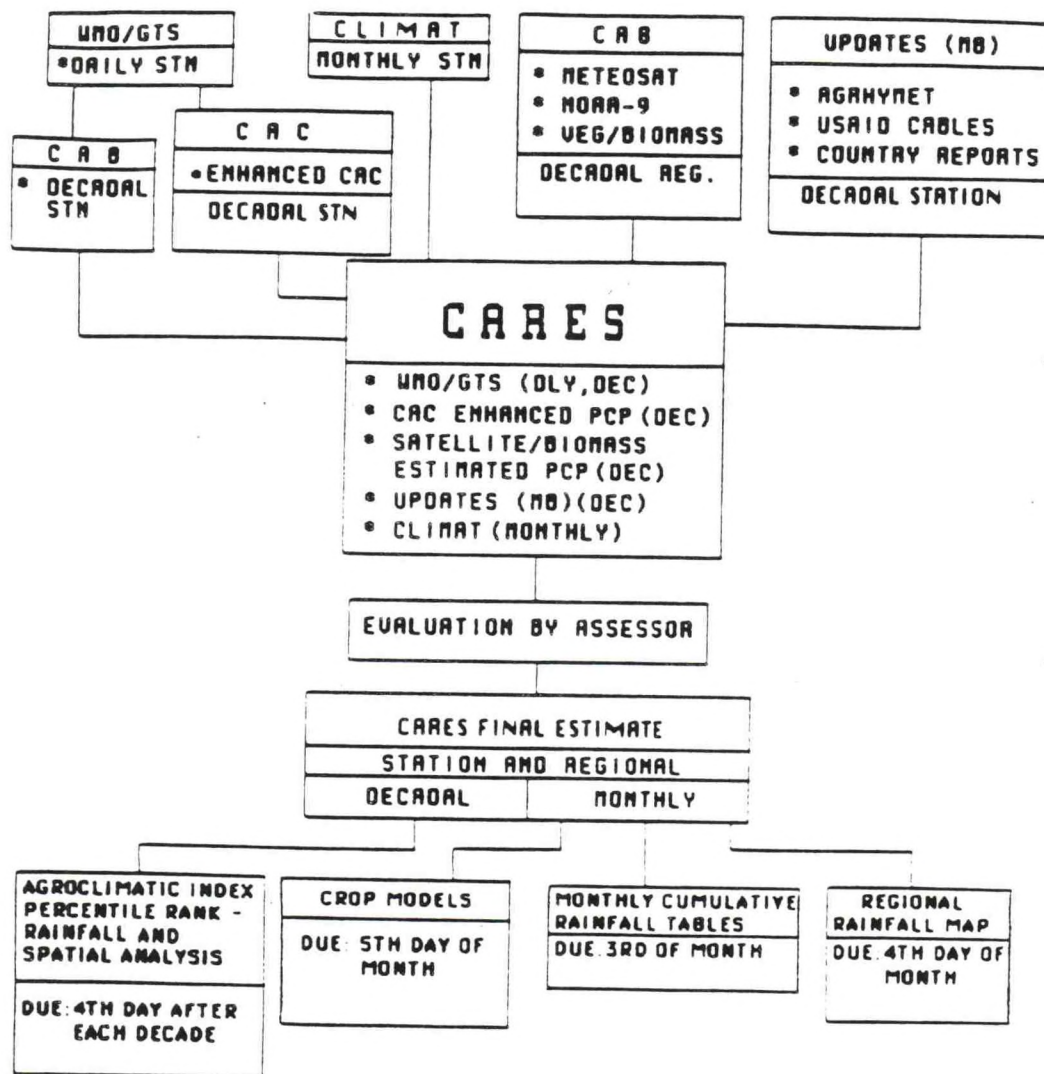 WMO/GTS
*DAILY STN
CLIMAT
MONTHLY STN
CAB
* METEOSAT
* NOAA-9
* VEG/BIOMASS
DECADAL REG.
UPDATES (MB)
* AGRHYMET
* USAID CABLES
* COUNTRY REPORTS
DECADAL STATION
CAB
* DECADAL
STN
CAC
*ENHANCED CAC
DECADAL STN
CARES
* WMO/GTS (DLY,DEC)
* CAC ENHANCED PCP (DEC)
* SATELLITE/BIOMASS
ESTIMATED PCP (DEC)
* UPDATES (MB)(DEC)
* CLIMAT (MONTHLY)
EVALUATION BY ASSESSOR
CARES FINAL ESTIMATE
STATION AND REGIONAL
DECADAL
MONTHLY
AGROCLIMATIC INDEX
PERCENTILE RANK -
RAINFALL AND
SPATIAL ANALYSIS
DUE: 4TH DAY AFTER
EACH DECADE
CROP MODELS
DUE: 5TH DAY OF
MONTH
MONTHLY CUMULATIVE
RAINFALL TABLES
DUE: 3RD OF MONTH
REGIONAL
RAINFALL MAP
DUE: 4TH DAY OF
MONTH